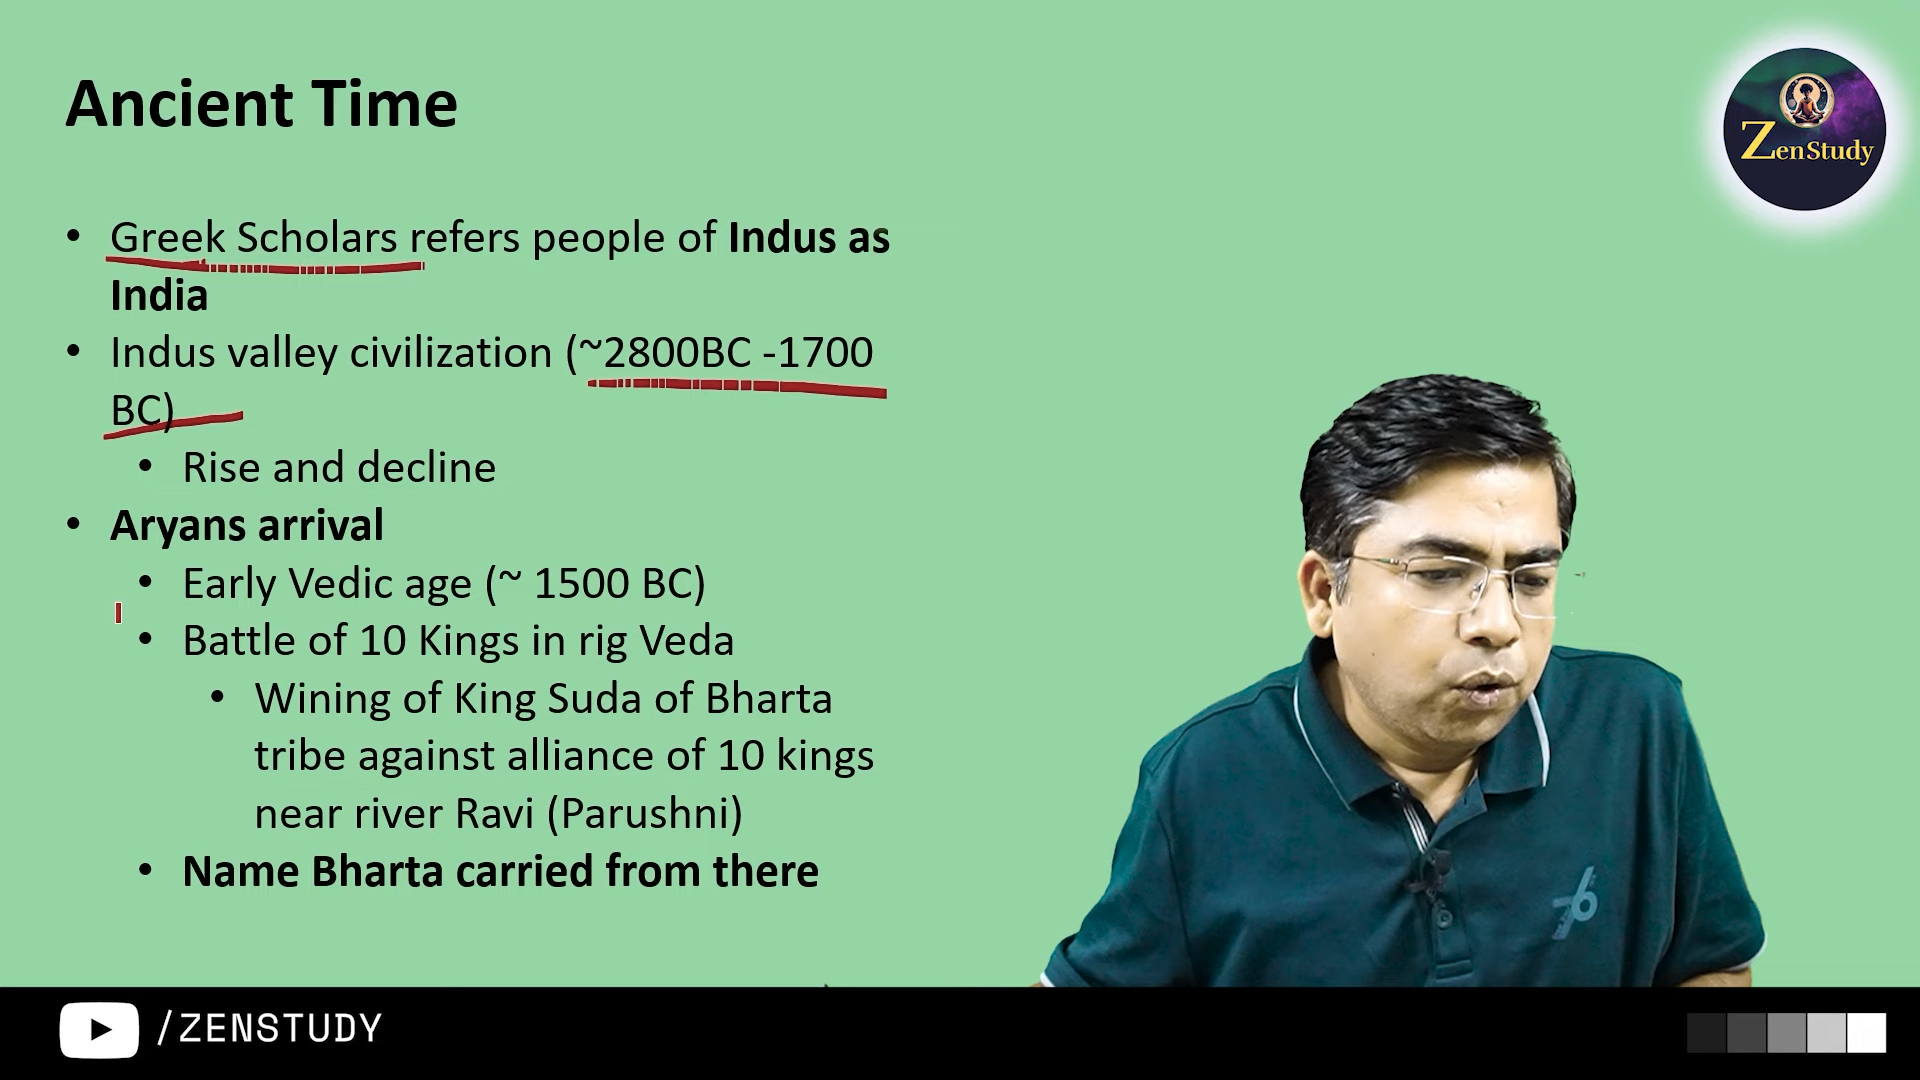 Ancient Time
ZenStudy
• Greek Scholars refers people of Indus as
India
• Indus valley civilization (~2800BC -1700
BC)
• Rise and decline
• Aryans arrival
• Early Vedic age (~ 1500 BC)
• Battle of 10 Kings in rig Veda
• Wining of King Suda of Bharta
tribe against alliance of 10 kings
near river Ravi (Parushni)
• Name Bharta carried from there
76
/ZENSTUDY